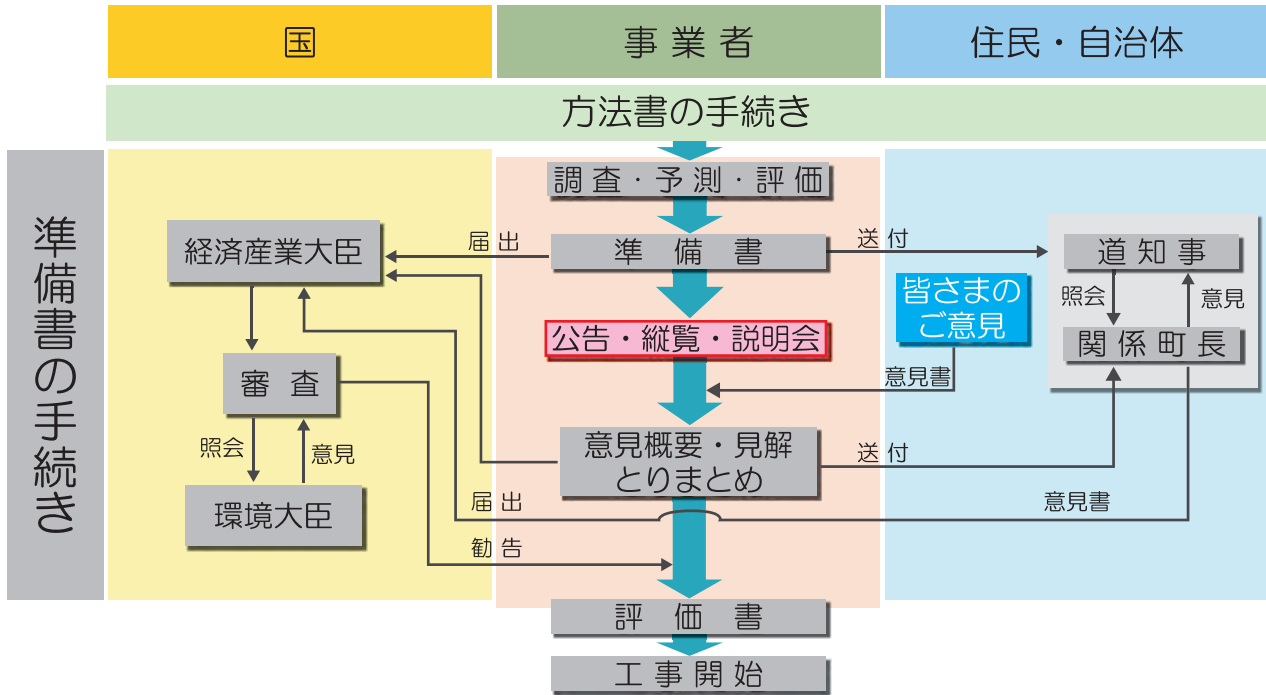 国
事業者
住民・自治体
方法書の手続き
準備書の手続き
調査・予測・評価
経済産業大臣
届出
準備書
送付
道知事
照会
意見
関係町長
皆さまの
ご意見
公告・縦覧・説明会
審査
意見書
照会
意見
環境大臣
意見概要・見解
とりまとめ
送付
届出
意見書
勧告
評価書
工事開始